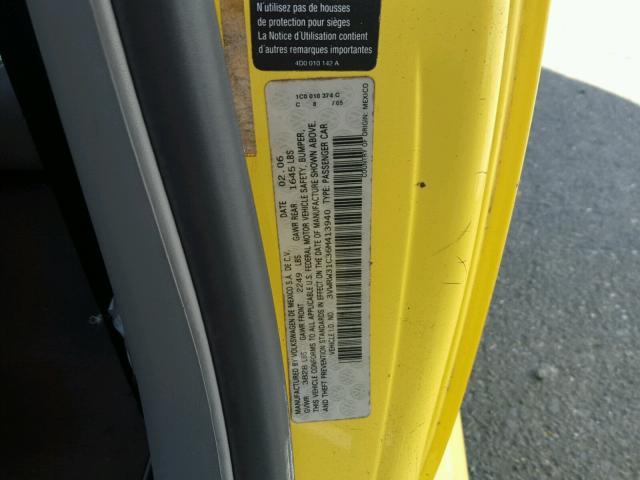 N'utilisez pas de housses
de protection pour sièges
La Notice d'Utilisation contient
d'autres remarques importantes
4D0 010 142 A
1C0 010 374 C
C 8 /05
MANUFACTURED BY VOLKSWAGEN DE MEXICO S.A. DE C.V. DATE 02.06
GVWR 3828 LBS GAWR FRONT 2249 LBS GAWR REAR 1645 LBS
THIS VEHICLE CONFORMS TO ALL APPLICABLE U.S. FEDERAL MOTOR VEHICLE SAFETY, BUMPER,
AND THEFT PREVENTION STANDARDS IN EFFECT ON THE DATE OF MANUFACTURE SHOWN ABOVE.
VEHICLE I.D. NO. 3VWRW31C36M413940 TYPE: PASSENGER CAR
COUNTRY OF ORIGIN: MEXICO